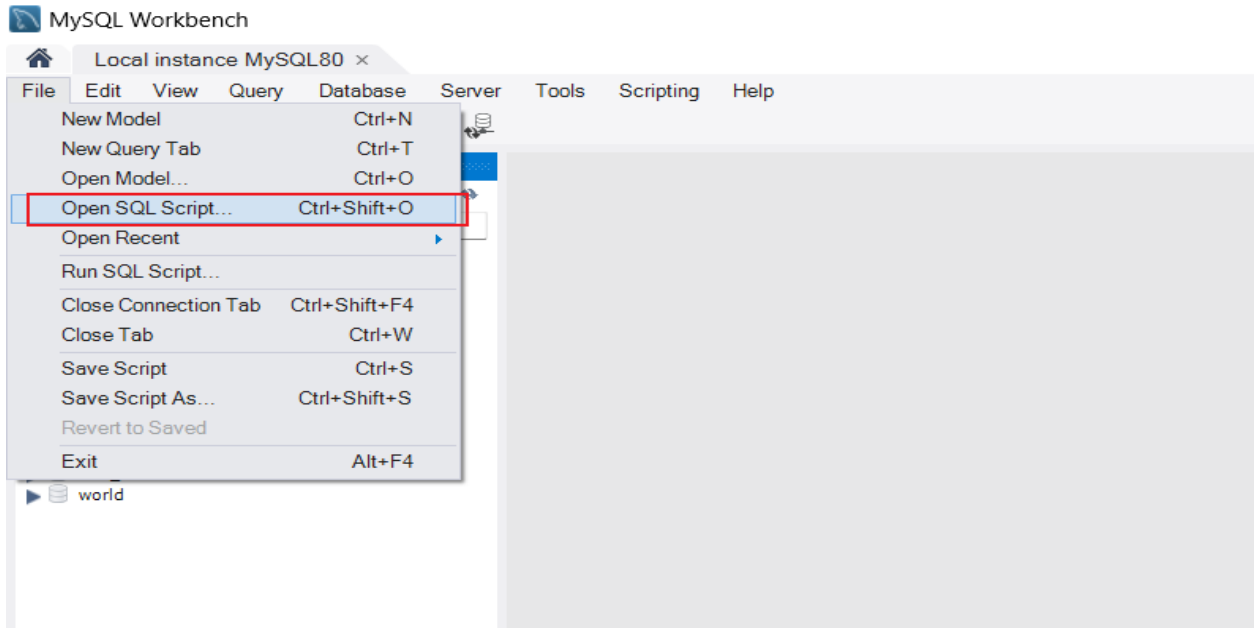 MySQL Workbench
Local instance MySQL80 ×
File Edit View Query Database Server Tools Scripting Help
New Model Ctrl+N
New Query Tab Ctrl+T
Open Model... Ctrl+O
Open SQL Script... Ctrl+Shift+O
Open Recent
Run SQL Script...
Close Connection Tab Ctrl+Shift+F4
Close Tab Ctrl+W
Save Script Ctrl+S
Save Script As... Ctrl+Shift+S
Revert to Saved
Exit Alt+F4
world